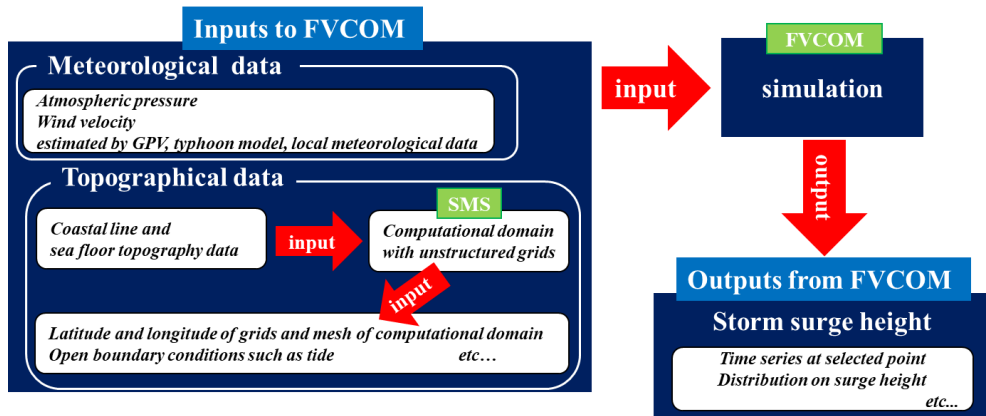 Inputs to FVCOM
Meteorological data
Atmospheric pressure
Wind velocity
estimated by GPV, typhoon model, local meteorological data
Topographical data
Coastal line and
sea floor topography data
input
SMS
Computational domain
with unstructured grids
input
Latitude and longitude of grids and mesh of computational domain
Open boundary conditions such as tide etc…
input
FVCOM
simulation
output
Outputs from FVCOM
Storm surge height
Time series at selected point
Distribution on surge height
etc...